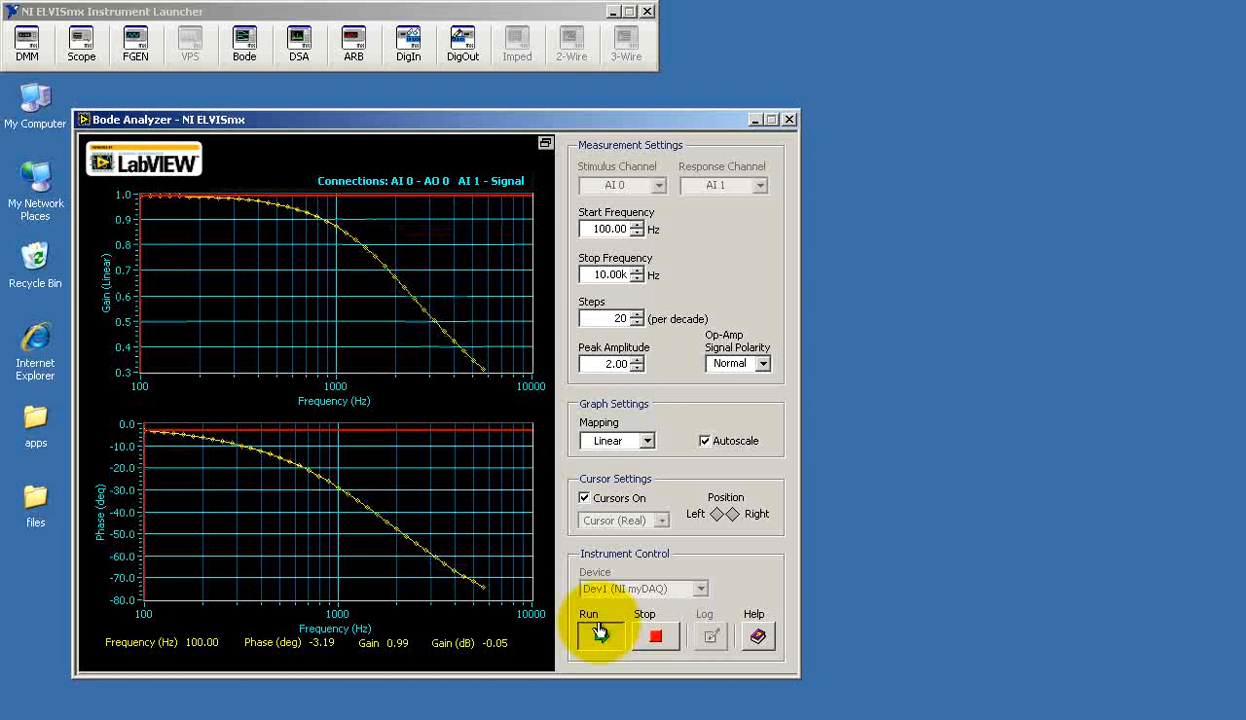 NI ELVISmx Instrument Launcher
DMM Scope FGEN VPS Bode DSA ARB DigIn DigOut Imped 2-Wire 3-Wire
My Computer
My Network
Places
Recycle Bin
Internet
Explorer
apps
files
Bode Analyzer - NI ELVISmx
LabVIEW
Connections: AI 0 - AO 0 AI 1 - Signal
Gain (Linear)
1.0
0.9
0.8
0.7
0.6
0.5
0.4
0.3
100 1000 10000
Frequency (Hz)
Phase (deg)
0.0
-10.0
-20.0
-30.0
-40.0
-50.0
-60.0
-70.0
-80.0
100 1000 10000
Frequency (Hz)
Frequency (Hz) 100.00 Phase (deg) -3.19 Gain 0.99 Gain (dB) -0.05
Measurement Settings
Stimulus Channel Response Channel
AI 0 AI 1
Start Frequency
100.00 Hz
Stop Frequency
10.00k Hz
Steps
20 (per decade)
Peak Amplitude
2.00
Op-Amp
Signal Polarity
Normal
Graph Settings
Mapping
Linear
Autoscale
Cursor Settings
Cursors On
Position
Left Right
Cursor (Real)
Instrument Control
Device
Dev1 (NI myDAQ)
Run Stop Log Help